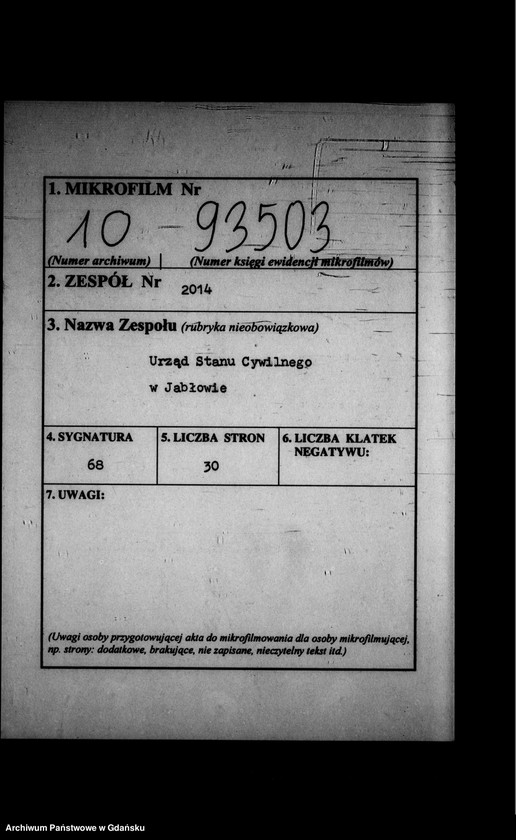 1. MIKROFILM Nr
10 - 93503
(Numer archiwum) (Numer księgi ewidencji mikrofilmów)
2. ZESPÓŁ Nr 2014
3. Nazwa Zespołu (rubryka nieobowiązkowa)
Urząd Stanu Cywilnego
w Jabłowie
4. SYGNATURA 5. LICZBA STRON 6. LICZBA KLATEK
NEGATYWU:
68 30
7. UWAGI:
(Uwagi osoby przygotowującej akta do mikrofilmowania dla osoby mikrofilmującej,
np. strony: dodatkowe, brakujące, nie zapisane, nieczytelny tekst itd.)
Archiwum Państwowe w Gdańsku